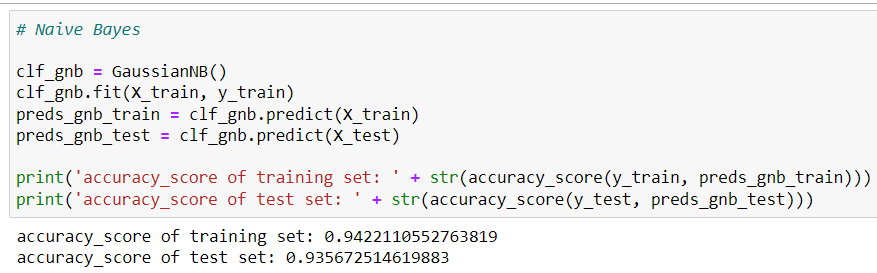 # Naive Bayes
clf_gnb = GaussianNB()
clf_gnb.fit(X_train, y_train)
preds_gnb_train = clf_gnb.predict(X_train)
preds_gnb_test = clf_gnb.predict(X_test)
print('accuracy_score of training set: ' + str(accuracy_score(y_train, preds_gnb_train)))
print('accuracy_score of test set: ' + str(accuracy_score(y_test, preds_gnb_test)))
accuracy_score of training set: 0.9422110552763819
accuracy_score of test set: 0.935672514619883